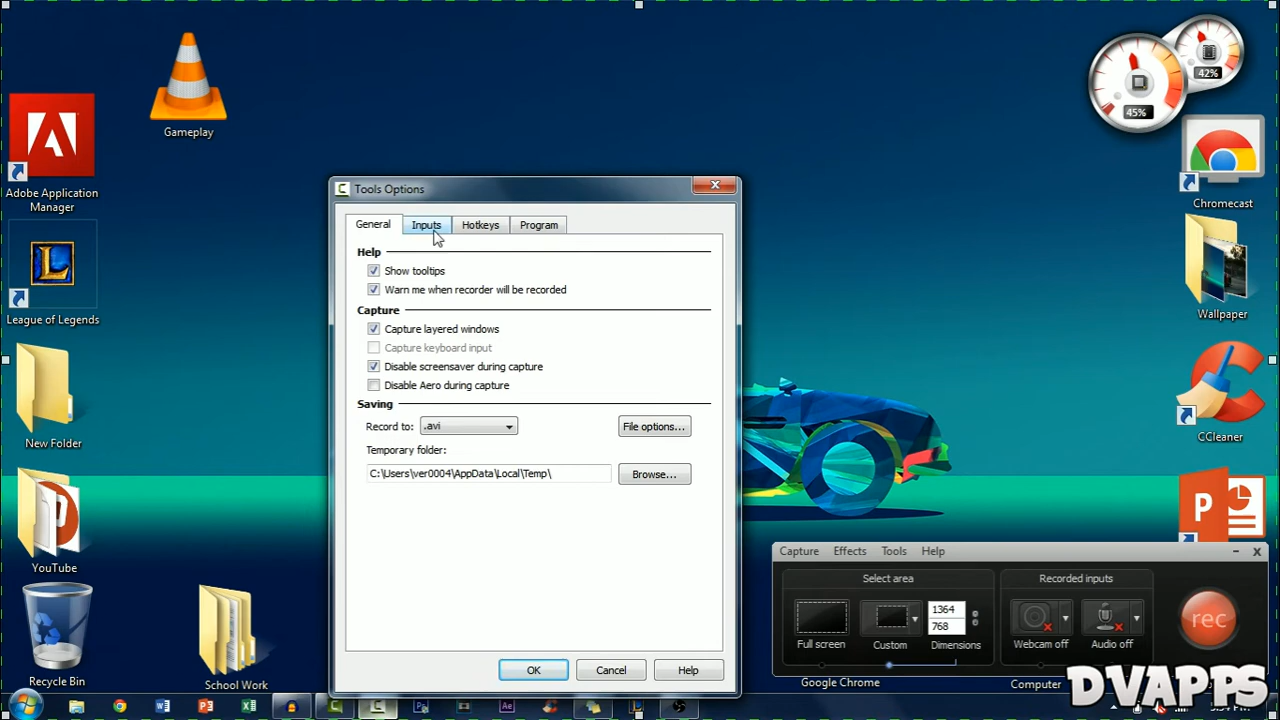 Gameplay
Adobe Application
Manager
League of Legends
New Folder
YouTube
Recycle Bin
School Work
Tools Options
General
Inputs
Hotkeys
Program
Help
Show tooltips
Warn me when recorder will be recorded
Capture
Capture layered windows
Capture keyboard input
Disable screensaver during capture
Disable Aero during capture
Saving
Record to:
.avi
File options...
Temporary folder:
C:\Users\ver0004\AppData\Local\Temp\
Browse...
OK
Cancel
Help
42%
45%
Chromecast
Wallpaper
CCleaner
Capture Effects Tools Help
Select area
Recorded inputs
Full screen
Custom
1364
768
Dimensions
Webcam off
Audio off
rec
Google Chrome
Computer
DVAPPS